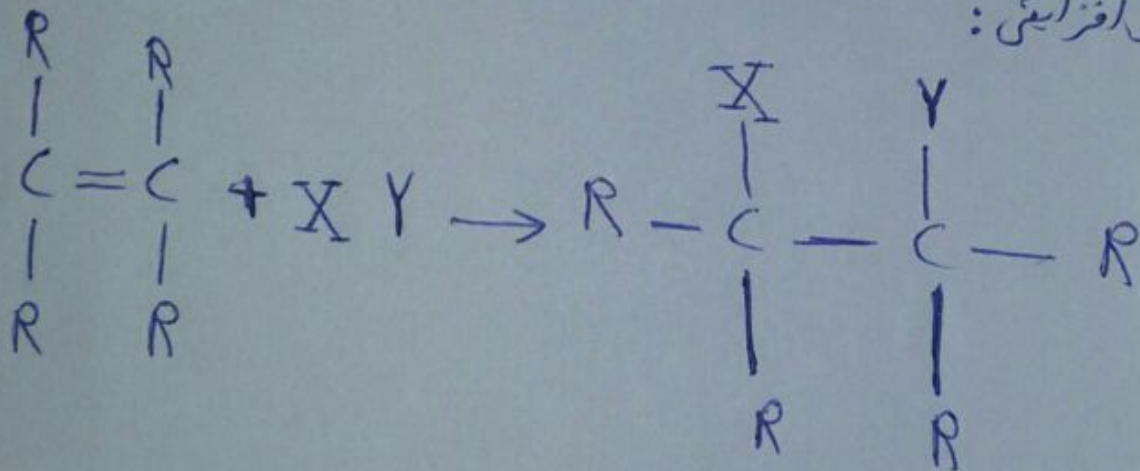 افزایشی :
R R X Y
C = C + X Y → R — C — C — R
R R R R